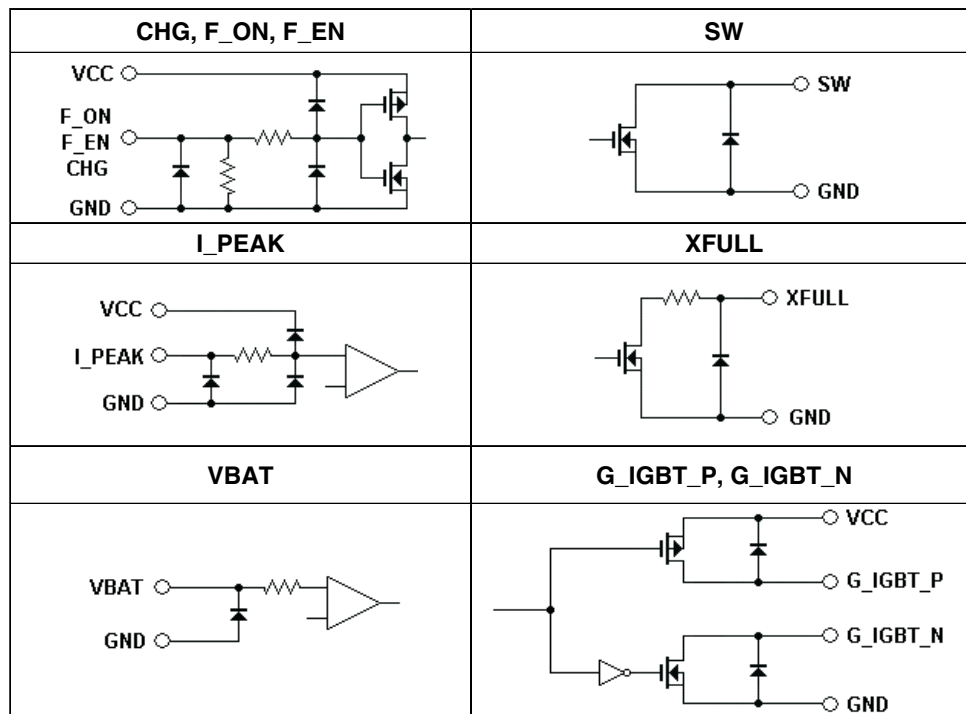 CHG, F_ON, F_EN
SW
VCC
F_ON
F_EN
CHG
GND
SW
GND
I_PEAK
XFULL
VCC
I_PEAK
GND
XFULL
GND
VBAT
G_IGBT_P, G_IGBT_N
VBAT
GND
VCC
G_IGBT_P
G_IGBT_N
GND